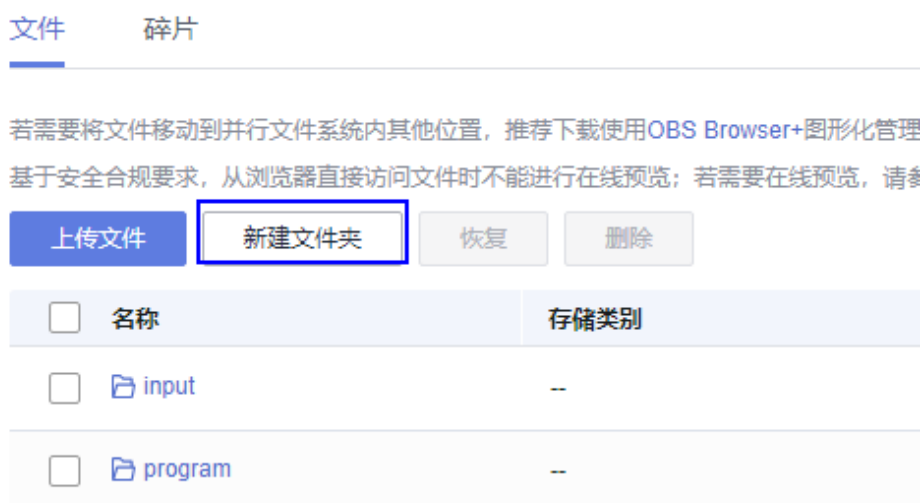 文件 碎片
若需要将文件移动到并行文件系统内其他位置，推荐下载使用OBS Browser+图形化管理
基于安全合规要求，从浏览器直接访问文件时不能进行在线预览；若需要在线预览，请
上传文件 新建文件夹 恢复 删除
名称 存储类别
input --
program --